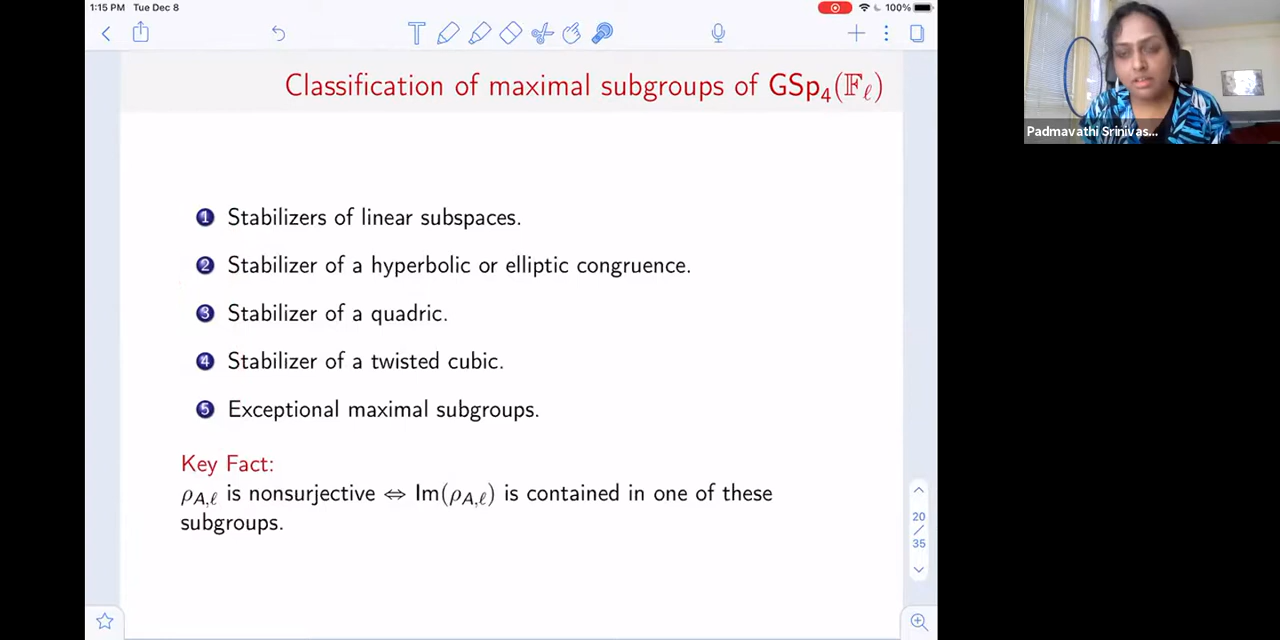 1:15 PM Tue Dec 8
100%
Classification of maximal subgroups of GSp₄(𝔽ℓ)
1 Stabilizers of linear subspaces.
2 Stabilizer of a hyperbolic or elliptic congruence.
3 Stabilizer of a quadric.
4 Stabilizer of a twisted cubic.
5 Exceptional maximal subgroups.
Key Fact:
ρA,ℓ is nonsurjective ⇔ Im(ρA,ℓ) is contained in one of these
subgroups.
20
/
35
Padmavathi Srinivas...